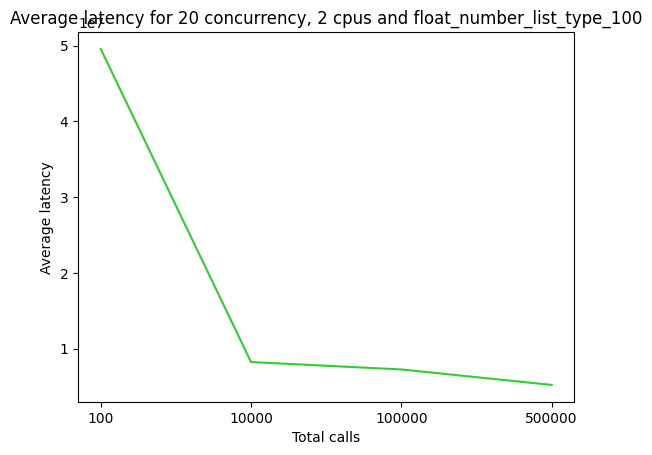 Average latency for 20 concurrency, 2 cpus and float_number_list_type_100
1e7
5
4
3
2
1
Average latency
100 10000 100000 500000
Total calls